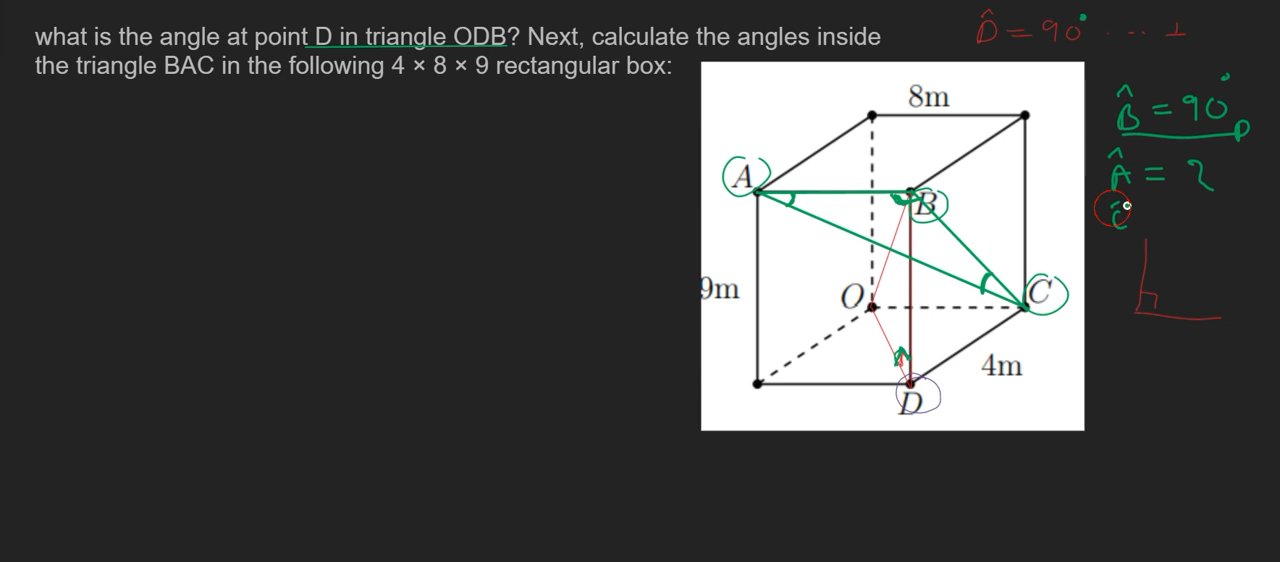 what is the angle at point D in triangle ODB? Next, calculate the angles inside
the triangle BAC in the following 4 × 8 × 9 rectangular box:
D̂ = 90° ... ⊥
8m
B̂ = 90°
A
Â = ?
B
Ĉ
9m
O
C
4m
D